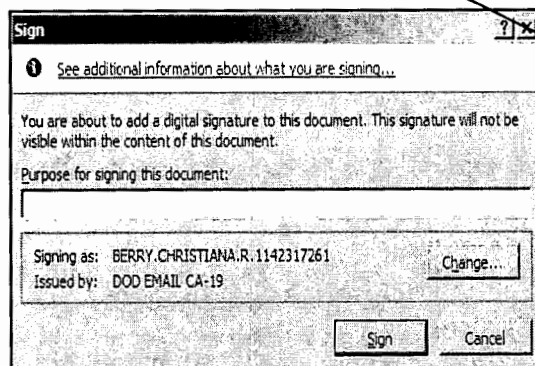 Sign
? X
See additional information about what you are signing...
You are about to add a digital signature to this document. This signature will not be
visible within the content of this document.
Purpose for signing this document:
Signing as: BERRY.CHRISTIANA.R.1142317261
Change...
Issued by: DOD EMAIL CA-19
Sign Cancel